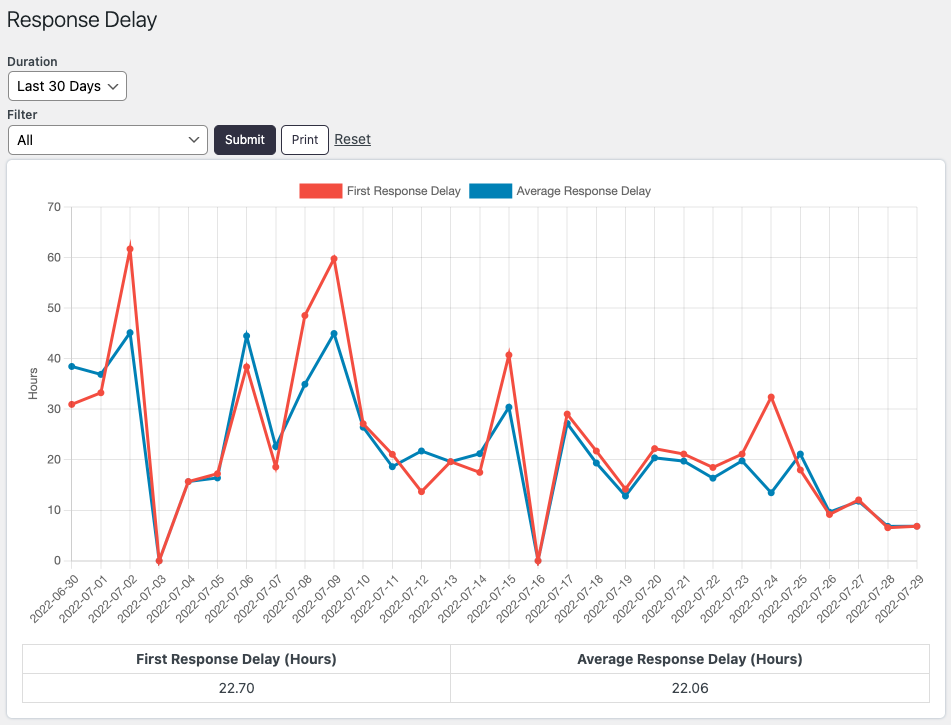 Response Delay
Duration
Last 30 Days
Filter
All Submit Print Reset
First Response Delay Average Response Delay
70
60
50
40
30
20
10
0
Hours
2022-06-30 2022-07-01 2022-07-02 2022-07-03 2022-07-04 2022-07-05 2022-07-06 2022-07-07 2022-07-08 2022-07-09 2022-07-10 2022-07-11 2022-07-12 2022-07-13 2022-07-14 2022-07-15 2022-07-16 2022-07-17 2022-07-18 2022-07-19 2022-07-20 2022-07-21 2022-07-22 2022-07-23 2022-07-24 2022-07-25 2022-07-26 2022-07-27 2022-07-28 2022-07-29
First Response Delay (Hours) Average Response Delay (Hours)
22.70 22.06